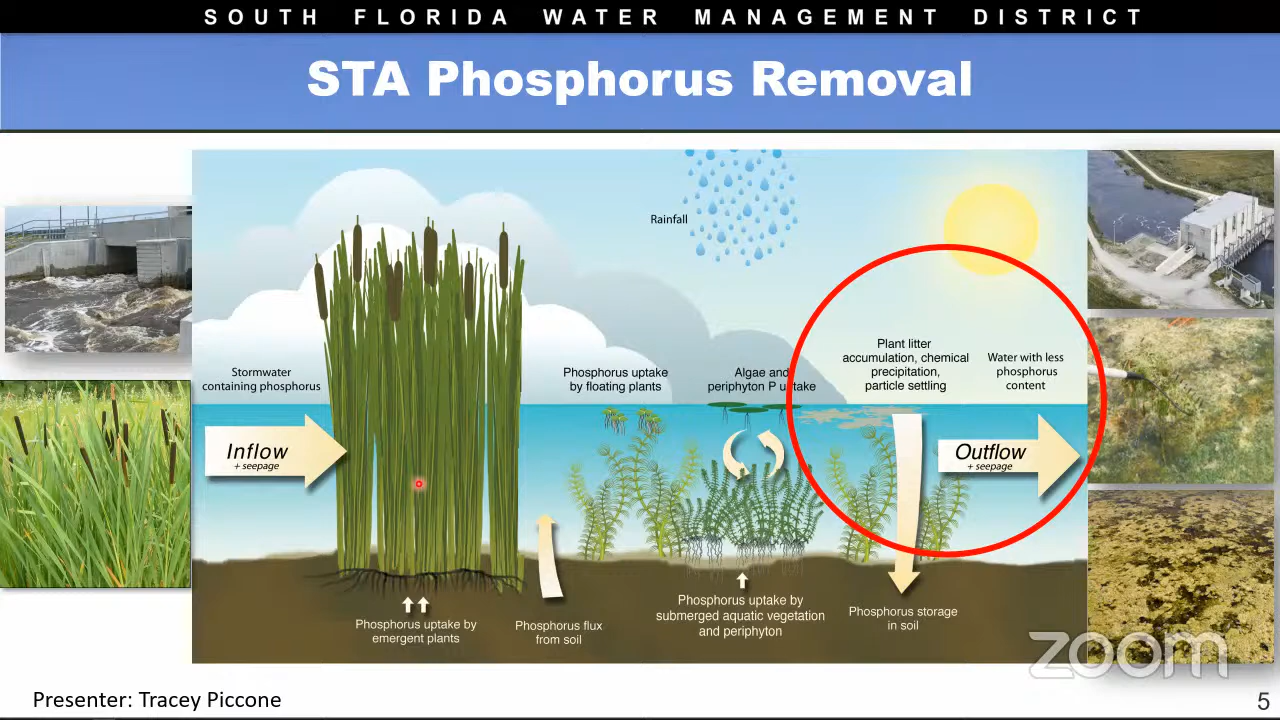 SOUTH FLORIDA WATER MANAGEMENT DISTRICT
STA Phosphorus Removal
Rainfall
Stormwater
containing phosphorus
Phosphorus uptake
by floating plants
Algae and
periphyton P uptake
Plant litter
accumulation, chemical
precipitation,
particle settling
Water with less
phosphorus
content
Inflow
+ seepage
Outflow
+ seepage
Phosphorus uptake by
emergent plants
Phosphorus flux
from soil
Phosphorus uptake by
submerged aquatic vegetation
and periphyton
Phosphorus storage
in soil
zoom
Presenter: Tracey Piccone
5